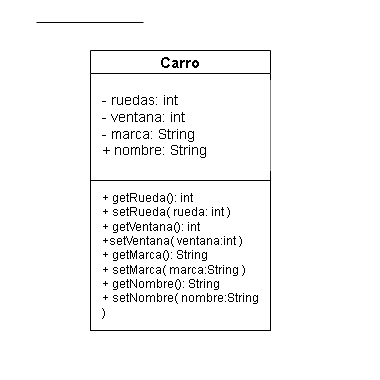 Carro
- ruedas: int
- ventana: int
- marca: String
+ nombre: String
+ getRueda(): int
+ setRueda( rueda: int )
+ getVentana(): int
+setVentana( ventana:int )
+ getMarca(): String
+ setMarca( marca:String )
+ getNombre(): String
+ setNombre( nombre:String
)